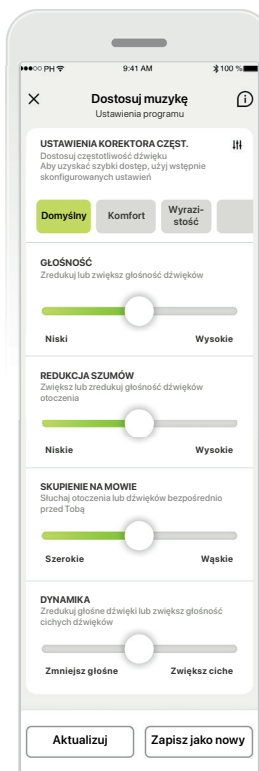 ●●●○○ PH 9:41 AM 100 %
Dostosuj muzykę
Ustawienia programu
USTAWIENIA KOREKTORA CZĘST.
Dostosuj częstotliwość dźwięku
Aby uzyskać szybki dostęp, użyj wstępnie
skonfigurowanych ustawień
Domyślny Komfort Wyrazi-
stość
GŁOŚNOŚĆ
Zredukuj lub zwiększ głośność dźwięków
Niski Wysokie
REDUKCJA SZUMÓW
Zwiększ lub zredukuj głośność dźwięków
otoczenia
Niskie Wysokie
SKUPIENIE NA MOWIE
Słuchaj otoczenia lub dźwięków bezpośrednio
przed Tobą
Szerokie Wąskie
DYNAMIKA
Zredukuj głośne dźwięki lub zwiększ głośność
cichych dźwięków
Zmniejsz głośne Zwiększ ciche
Aktualizuj Zapisz jako nowy